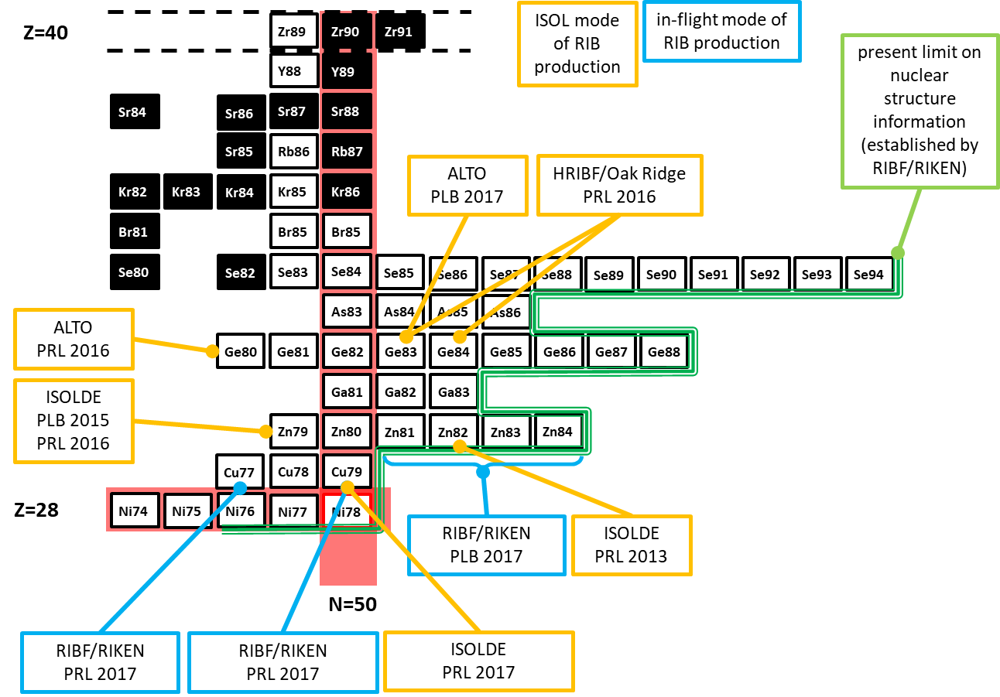 Z=40
Zr89 Zr90 Zr91
ISOL mode
of RIB
production
in-flight mode of
RIB production
present limit on
nuclear
structure
information
(established by
RIBF/RIKEN)
Y88 Y89
Sr84 Sr86 Sr87 Sr88
Sr85 Rb86 Rb87
Kr82 Kr83 Kr84 Kr85 Kr86
ALTO
PLB 2017
HRIBF/Oak Ridge
PRL 2016
Br81 Br85 Br85
Se80 Se82 Se83 Se84 Se85 Se86 Se87 Se88 Se89 Se90 Se91 Se92 Se93 Se94
As83 As84 As85 As86
ALTO
PRL 2016
Ge80 Ge81 Ge82 Ge83 Ge84 Ge85 Ge86 Ge87 Ge88
Ga81 Ga82 Ga83
ISOLDE
PLB 2015
PRL 2016
Zn79 Zn80 Zn81 Zn82 Zn83 Zn84
Cu77 Cu78 Cu79
Z=28
Ni74 Ni75 Ni76 Ni77 Ni78
RIBF/RIKEN
PLB 2017
ISOLDE
PRL 2013
N=50
RIBF/RIKEN
PRL 2017
RIBF/RIKEN
PRL 2017
ISOLDE
PRL 2017